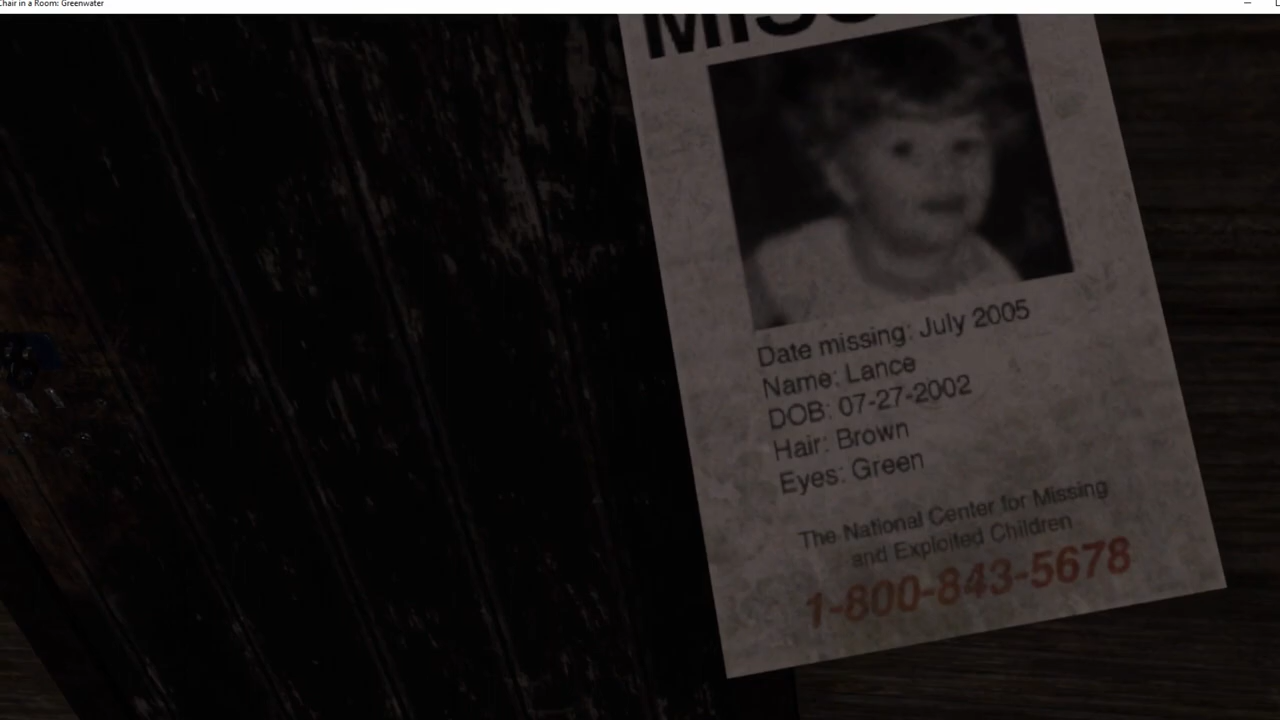 Chair in a Room: Greenwater
Date missing: July 2005
Name: Lance
DOB: 07-27-2002
Hair: Brown
Eyes: Green
The National Center for Missing
and Exploited Children
1-800-843-5678